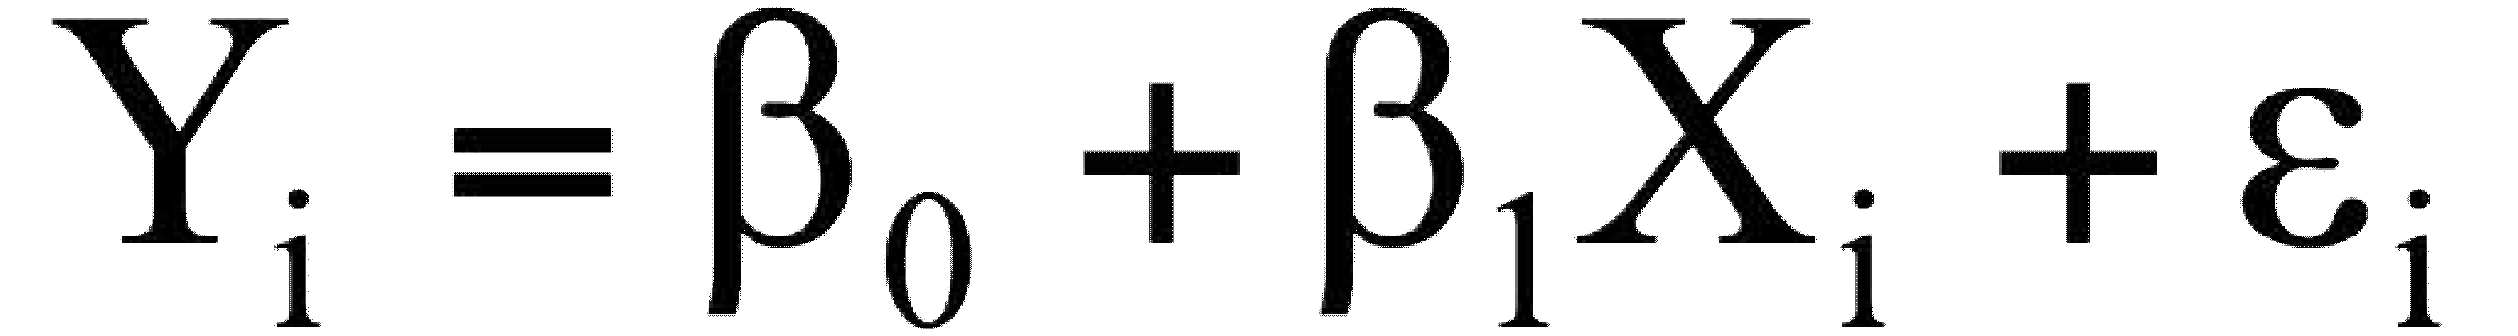 Yᵢ = β₀ + β₁Xᵢ + εᵢ